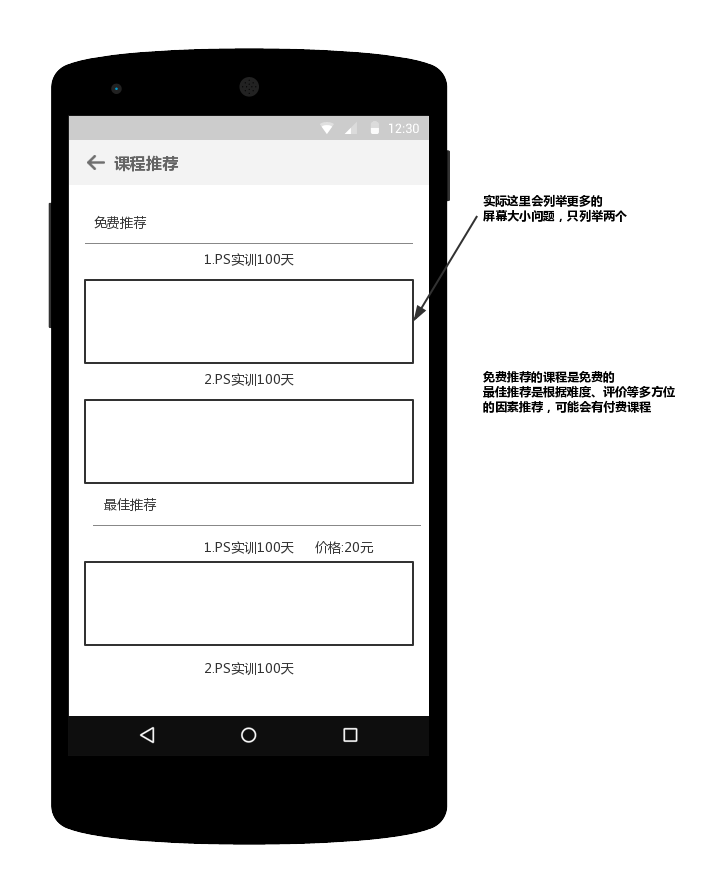 12:30
课程推荐
免费推荐
1.PS实训100天
2.PS实训100天
最佳推荐
1.PS实训100天 价格:20元
2.PS实训100天
实际这里会列举更多的
屏幕大小问题，只列举两个
免费推荐的课程是免费的
最佳推荐是根据难度、评价等多方位
的因素推荐，可能会有付费课程